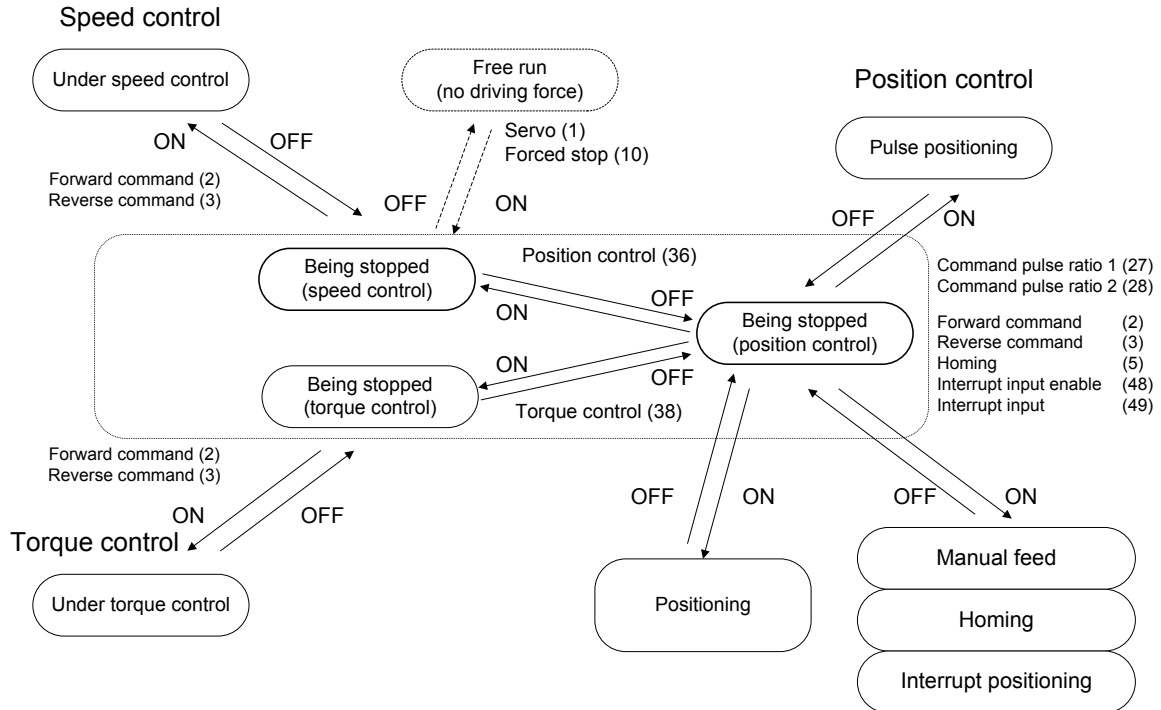 Speed control
Under speed control
Free run
(no driving force)
Position control
ON
OFF
Servo (1)
Forced stop (10)
Pulse positioning
Forward command (2)
Reverse command (3)
OFF
ON
OFF
ON
Being stopped
(speed control)
Position control (36)
OFF
ON
Command pulse ratio 1 (27)
Command pulse ratio 2 (28)
Being stopped
(position control)
Forward command (2)
Reverse command (3)
Homing (5)
Interrupt input enable (48)
Interrupt input (49)
Being stopped
(torque control)
ON
OFF
Torque control (38)
Forward command (2)
Reverse command (3)
ON
OFF
OFF
ON
OFF
ON
Torque control
Under torque control
Positioning
Manual feed
Homing
Interrupt positioning